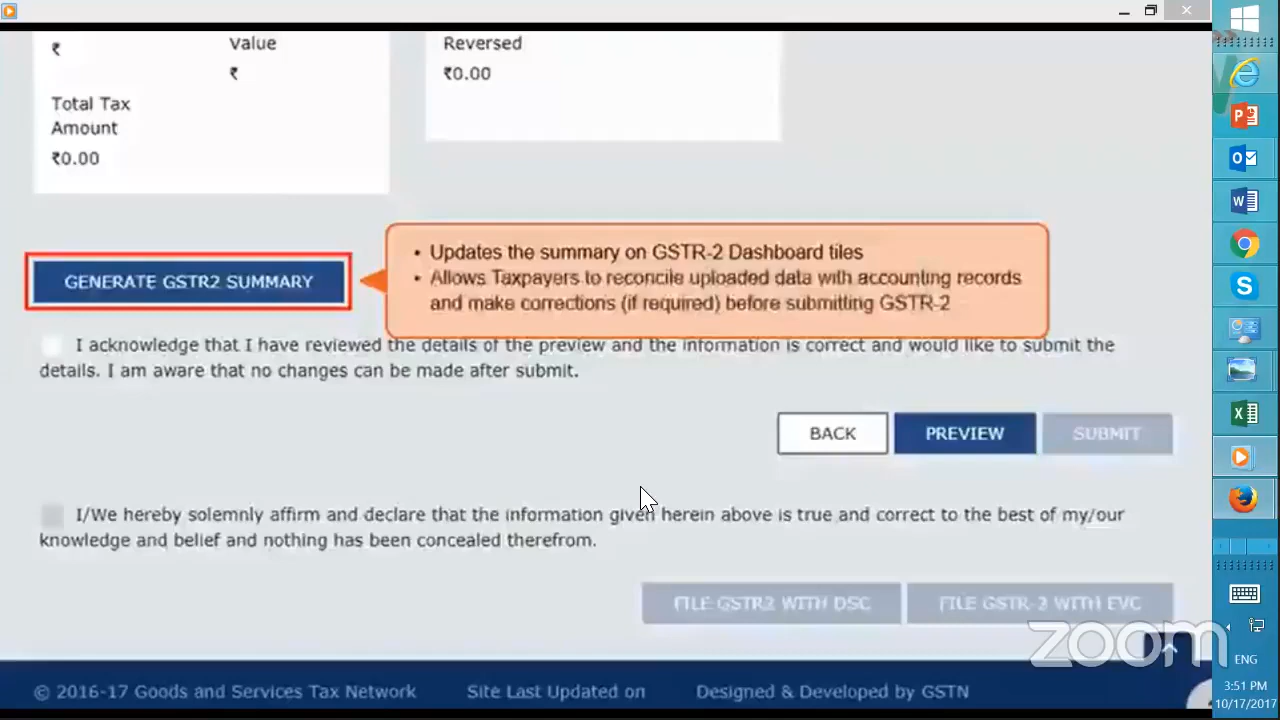 ₹
Value
₹
Total Tax
Amount
₹0.00
Reversed
₹0.00
GENERATE GSTR2 SUMMARY
• Updates the summary on GSTR-2 Dashboard tiles
• Allows Taxpayers to reconcile uploaded data with accounting records
and make corrections (if required) before submitting GSTR-2
I acknowledge that I have reviewed the details of the preview and the information is correct and would like to submit the
details. I am aware that no changes can be made after submit.
BACK
PREVIEW
SUBMIT
I/We hereby solemnly affirm and declare that the information given herein above is true and correct to the best of my/our
knowledge and belief and nothing has been concealed therefrom.
FILE GSTR2 WITH DSC
FILE GSTR-2 WITH EVC
© 2016-17 Goods and Services Tax Network
Site Last Updated on
Designed & Developed by GSTN
zoom
ENG
3:51 PM
10/17/2017